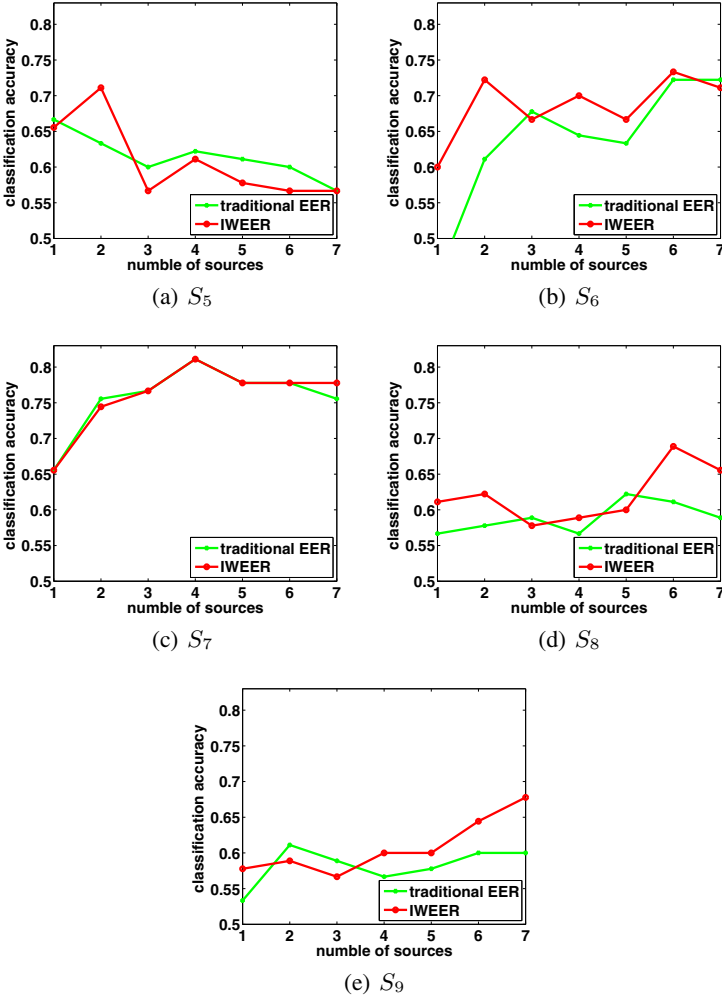 0.8
0.75
0.7
0.65
0.6
0.55
0.5
classification accuracy
traditional EER
IWEER
1 2 3 4 5 6 7
numble of sources
(a) S5
0.8
0.75
0.7
0.65
0.6
0.55
0.5
classification accuracy
traditional EER
IWEER
1 2 3 4 5 6 7
numble of sources
(b) S6
0.8
0.75
0.7
0.65
0.6
0.55
0.5
classification accuracy
traditional EER
IWEER
1 2 3 4 5 6 7
numble of sources
(c) S7
0.8
0.75
0.7
0.65
0.6
0.55
0.5
classification accuracy
traditional EER
IWEER
1 2 3 4 5 6 7
numble of sources
(d) S8
0.8
0.75
0.7
0.65
0.6
0.55
0.5
classification accuracy
traditional EER
IWEER
1 2 3 4 5 6 7
numble of sources
(e) S9